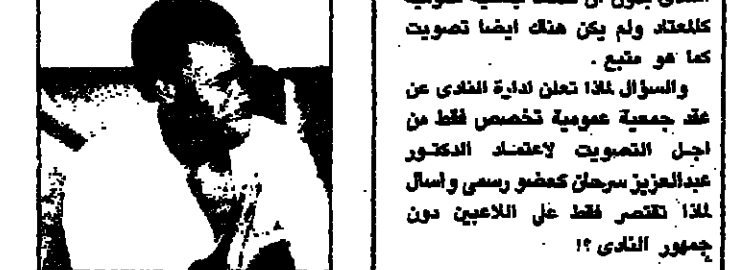 كالمعتاد ولم يكن هناك ايضا تصويت
كما هو متبع .
والسؤال لماذا تعلن ادارة النادى عن
عقد جمعية عمومية تخصص فقط من
اجل التصويت لاعتماد الدكتور
عبدالعزيز سرحان كعضو رسمى واسال
لماذا تقتصر فقط على اللاعبين دون
جمهور النادى ؟!